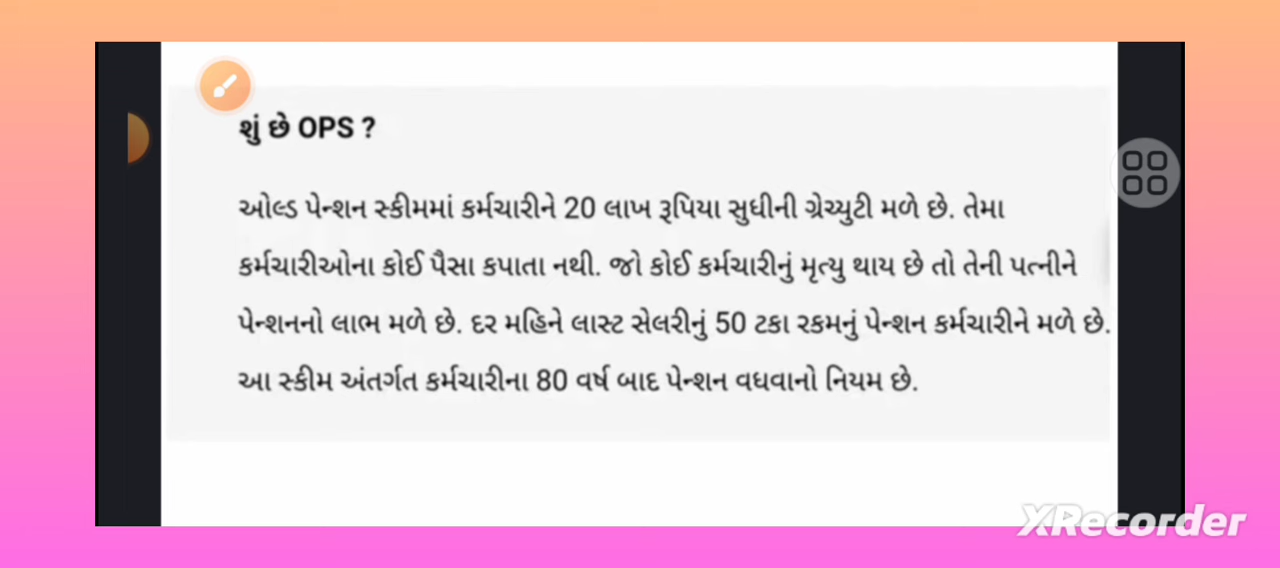 શું છે OPS ?
ઓલ્ડ પેન્શન સ્કીમમાં કર્મચારીને 20 લાખ રૂપિયા સુધીની ગ્રેચ્યુટી મળે છે. તેમા
કર્મચારીઓના કોઈ પૈસા કપાતા નથી. જો કોઈ કર્મચારીનું મૃત્યુ થાય છે તો તેની પત્નીને
પેન્શનનો લાભ મળે છે. દર મહિને લાસ્ટ સેલરીનું 50 ટકા રકમનું પેન્શન કર્મચારીને મળે છે.
આ સ્કીમ અંતર્ગત કર્મચારીના 80 વર્ષ બાદ પેન્શન વધવાનો નિયમ છે.
XRecorder